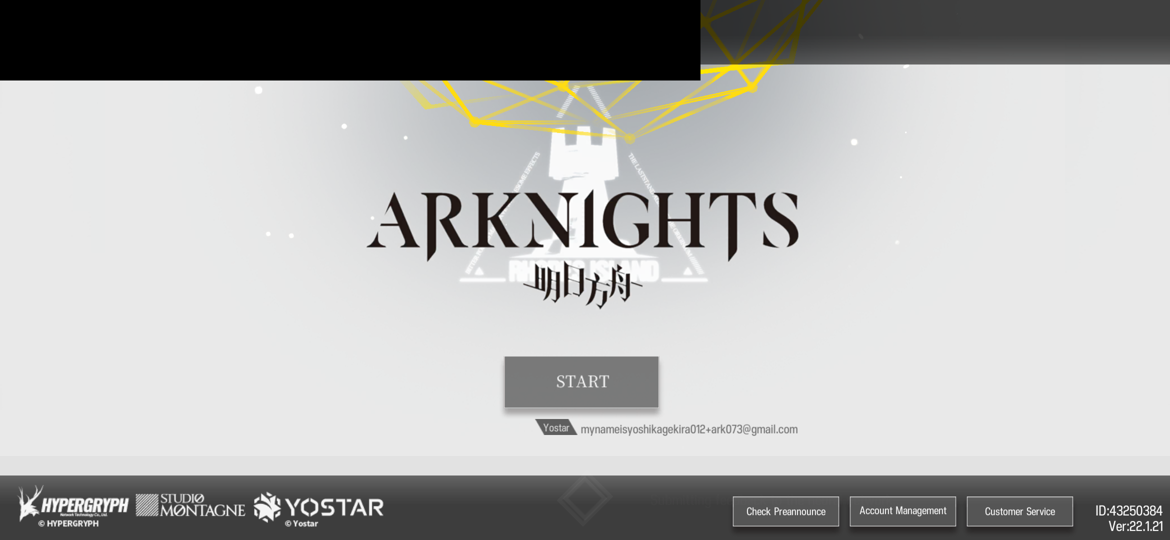 ARKNIGHTS
RHODES ISLAND
明日方舟
START
Yostar mynameisyoshikagekira012+ark073@gmail.com
HYPERGRYPH
Network Technology Co.,Ltd.
© HYPERGRYPH
STUDIO
MONTAGNE
YOSTAR
© Yostar
Check Preannounce
Account Management
Customer Service
ID:43250384
Ver:22.1.21